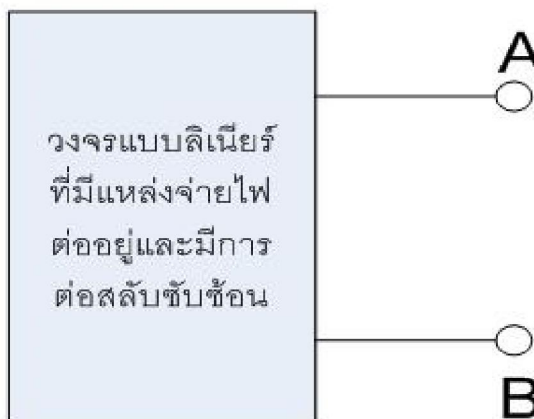 A
วงจรแบบลิเนียร์
ที่มีแหล่งจ่ายไฟ
ต่ออยู่และมีการ
ต่อสลับซับซ้อน
B